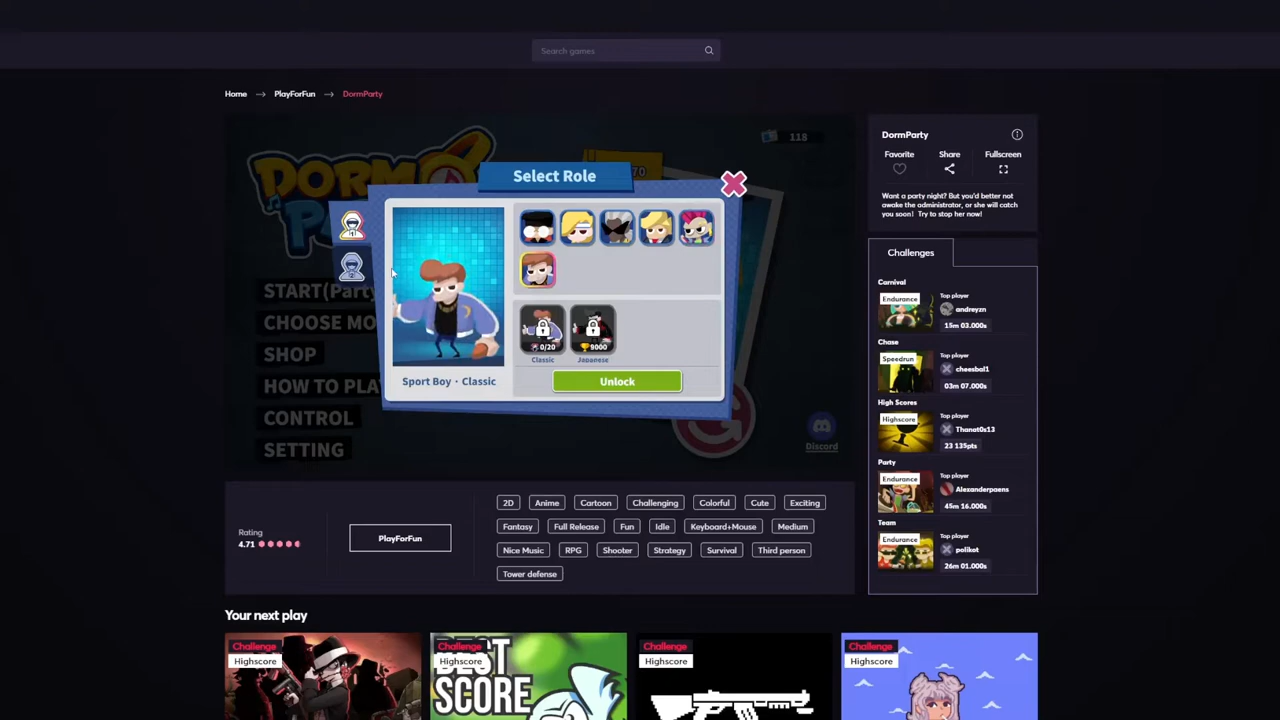 Search games
Home
PlayForFun
DormParty
118
DORM
Select Role
70
START(Party
CHOOSE MO
SHOP
HOW TO PLA
CONTROL
SETTING
1
2
0/20
9000
Classic
Japanese
Sport Boy · Classic
Unlock
Discord
DormParty
Favorite
Share
Fullscreen
Want a party night? But you'd better not
awake the administrator, or she will catch
you soon! Try to stop her now!
Challenges
Carnival
Endurance
Top player
andreyzn
15m 03.000s
Chase
Speedrun
Top player
cheesbal1
03m 07.000s
High Scores
Highscore
Top player
Thanat0s13
23 135pts
Party
Endurance
Top player
Alexanderpaens
45m 16.000s
Team
Endurance
Top player
polikot
26m 01.000s
Rating
4.71
PlayForFun
2D
Anime
Cartoon
Challenging
Colorful
Cute
Exciting
Fantasy
Full Release
Fun
Idle
Keyboard+Mouse
Medium
Nice Music
RPG
Shooter
Strategy
Survival
Third person
Tower defense
Your next play
Challenge
Highscore
Challenge
Highscore
BEST
SCORE
Challenge
Highscore
Challenge
Highscore